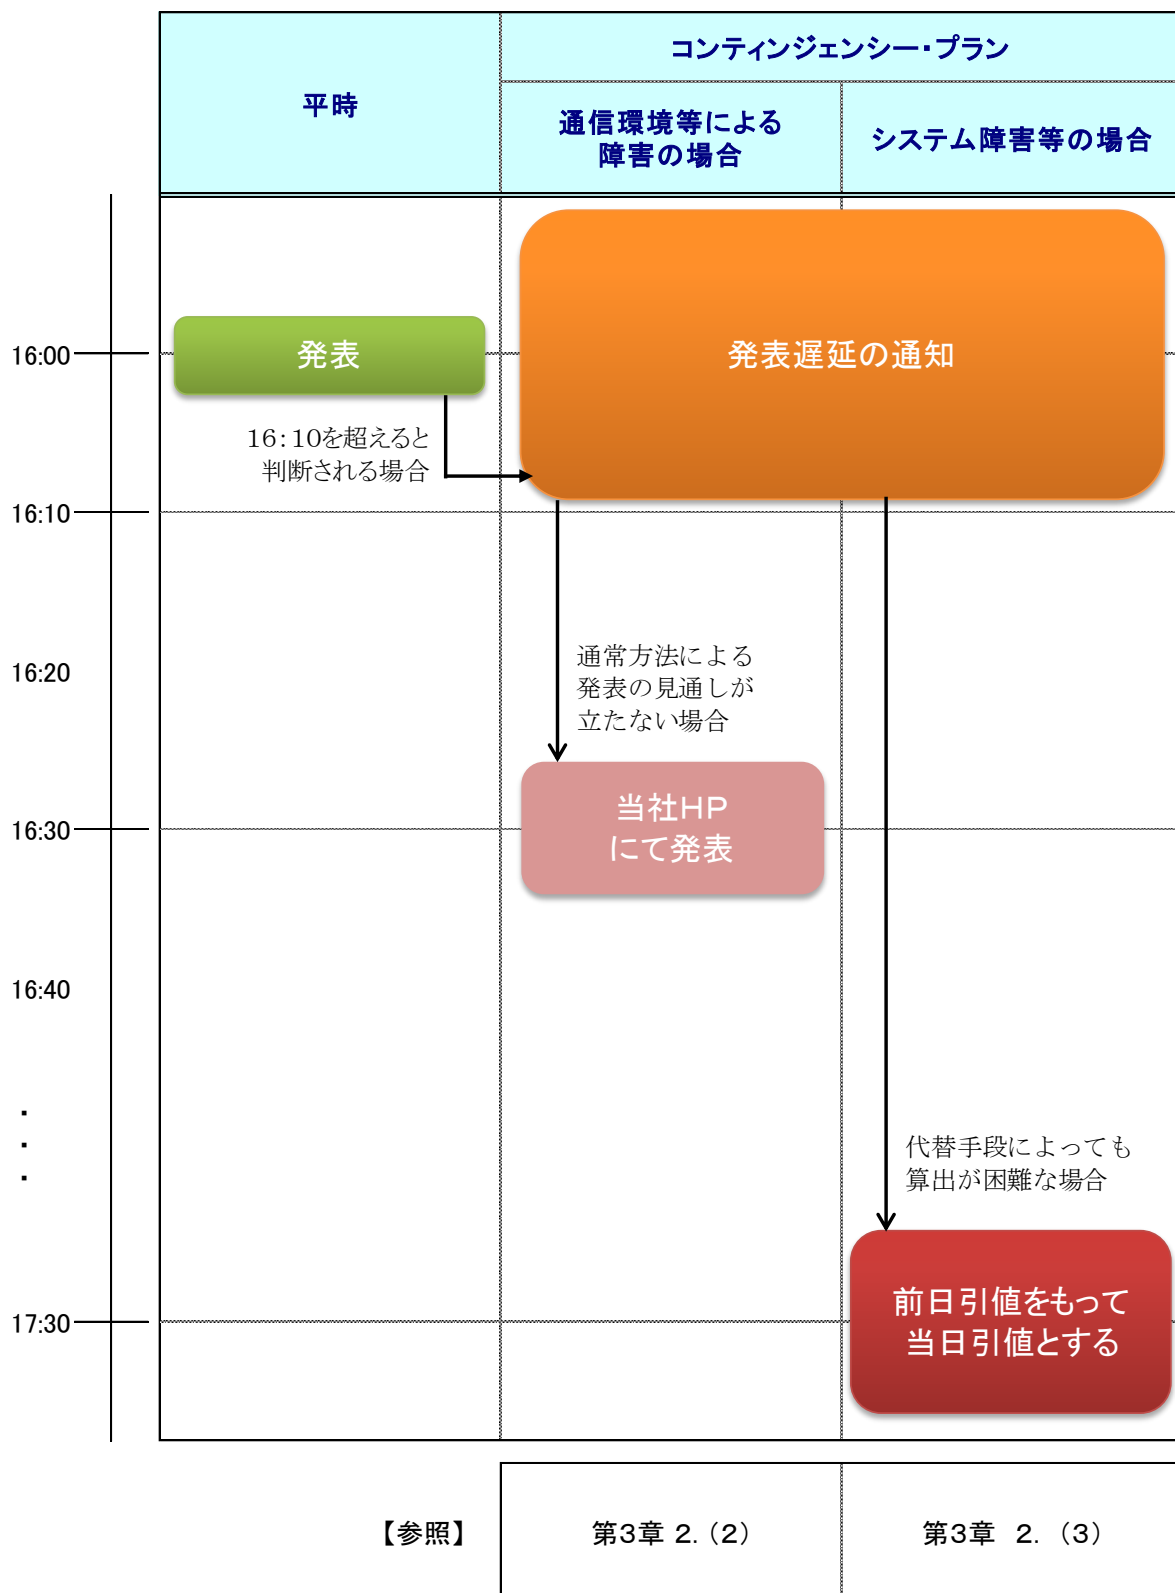 コンティンジェンシー・プラン
平時
通信環境等による
障害の場合
システム障害等の場合
16:00
発表
発表遅延の通知
16:10を超えると
判断される場合
16:10
16:20
通常方法による
発表の見通しが
立たない場合
当社HP
にて発表
16:30
16:40
・
・
・
代替手段によっても
算出が困難な場合
前日引値をもって
当日引値とする
17:30
【参照】
第3章 2.（2）
第3章 2. （3）